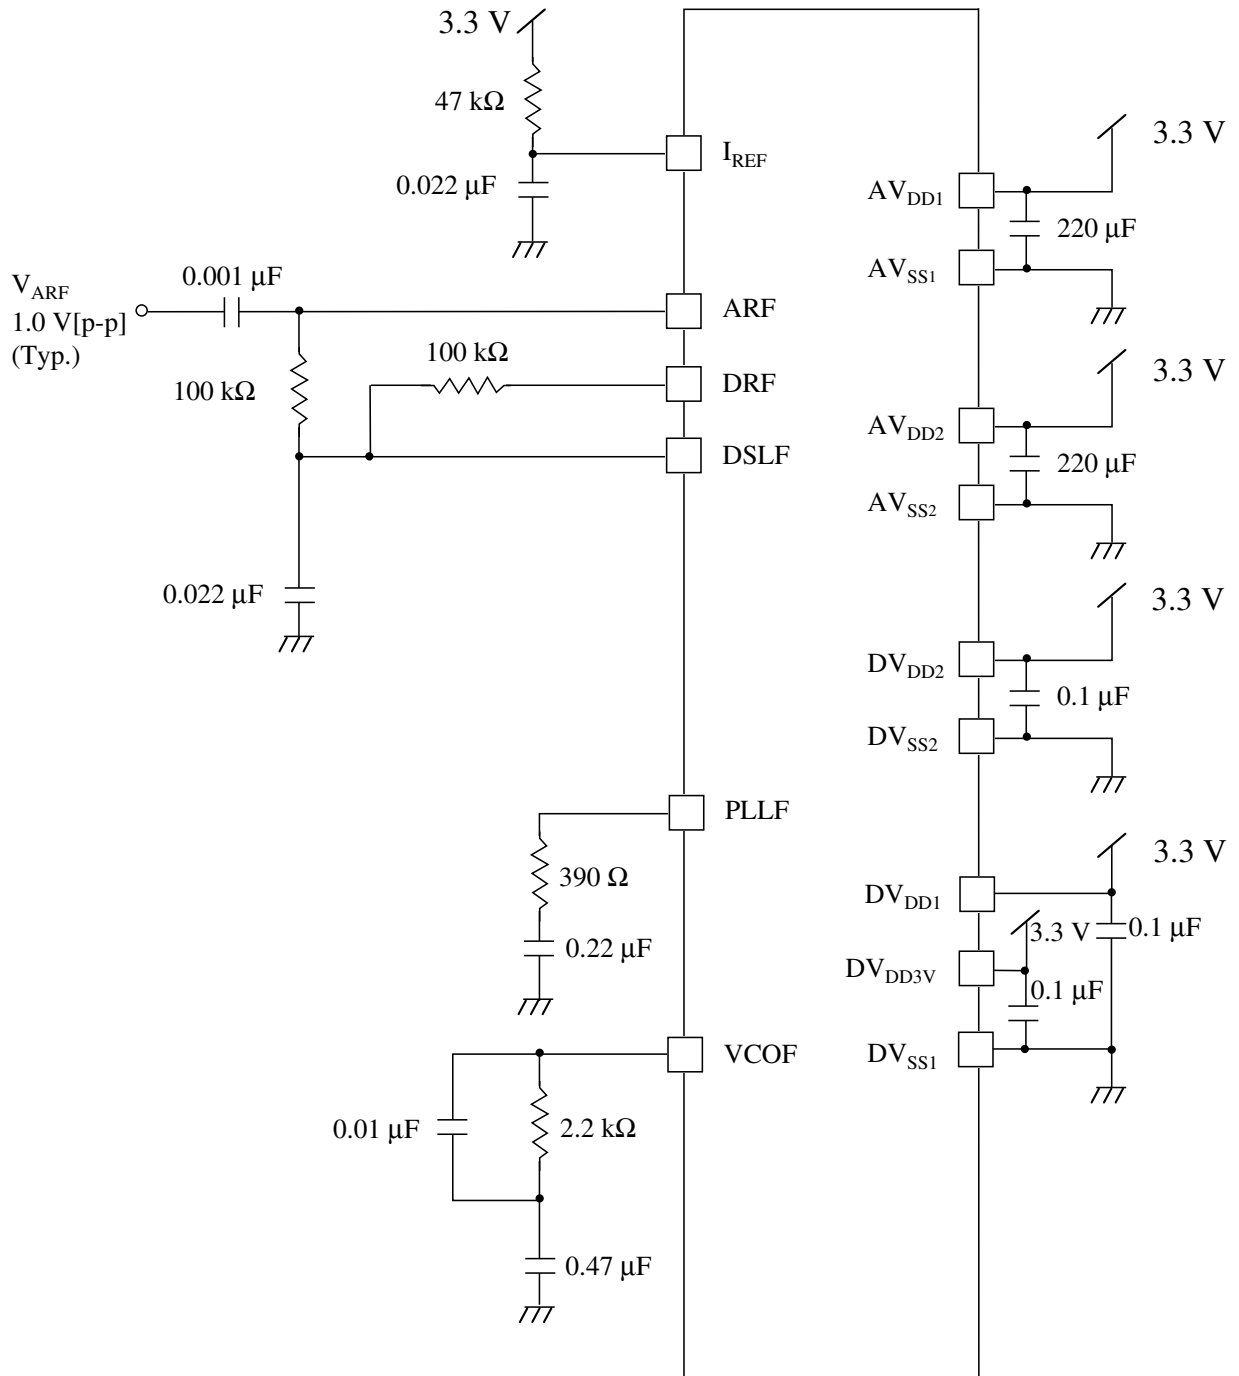 3.3 V
47 kΩ
IREF
0.022 µF
VARF
1.0 V[p-p]
(Typ.)
0.001 µF
ARF
100 kΩ
100 kΩ
DRF
DSLF
0.022 µF
PLLF
390 Ω
0.22 µF
VCOF
0.01 µF
2.2 kΩ
0.47 µF
3.3 V
AVDD1
220 µF
AVSS1
3.3 V
AVDD2
220 µF
AVSS2
3.3 V
DVDD2
0.1 µF
DVSS2
3.3 V
DVDD1
3.3 V
0.1 µF
DVDD3V
0.1 µF
DVSS1